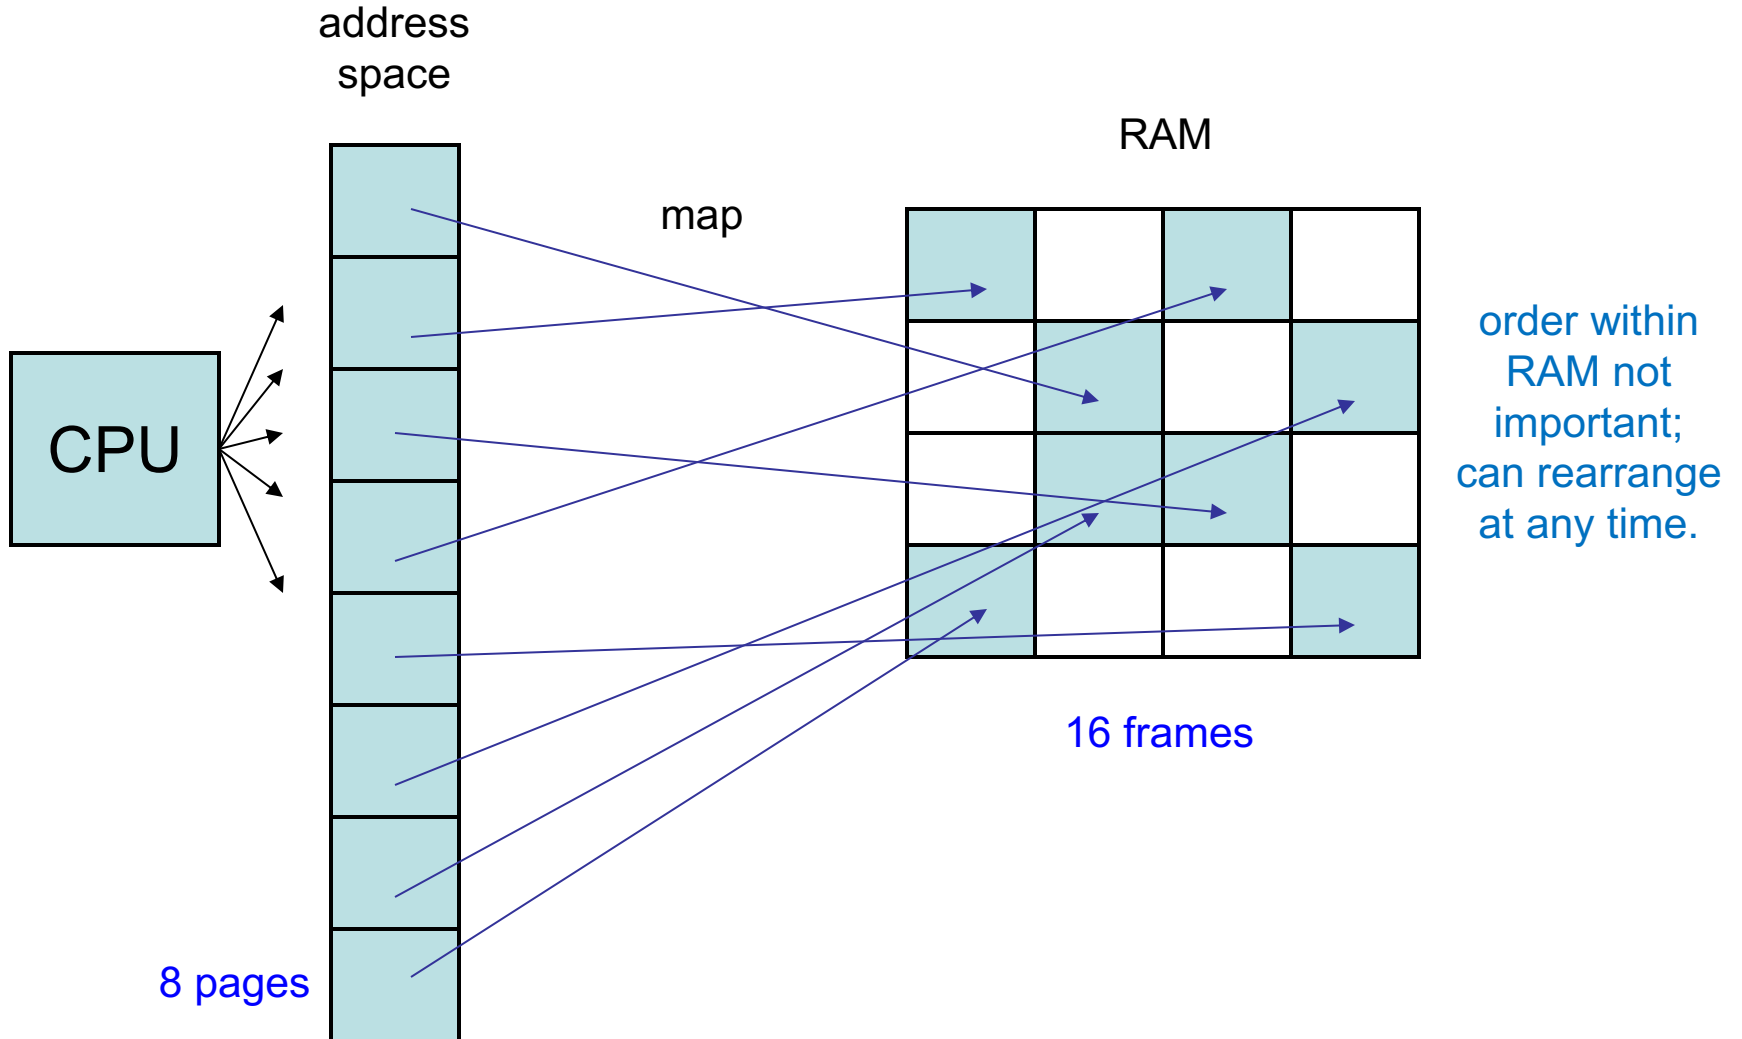 address
space
RAM
map
CPU
order within
RAM not
important;
can rearrange
at any time.
16 frames
8 pages